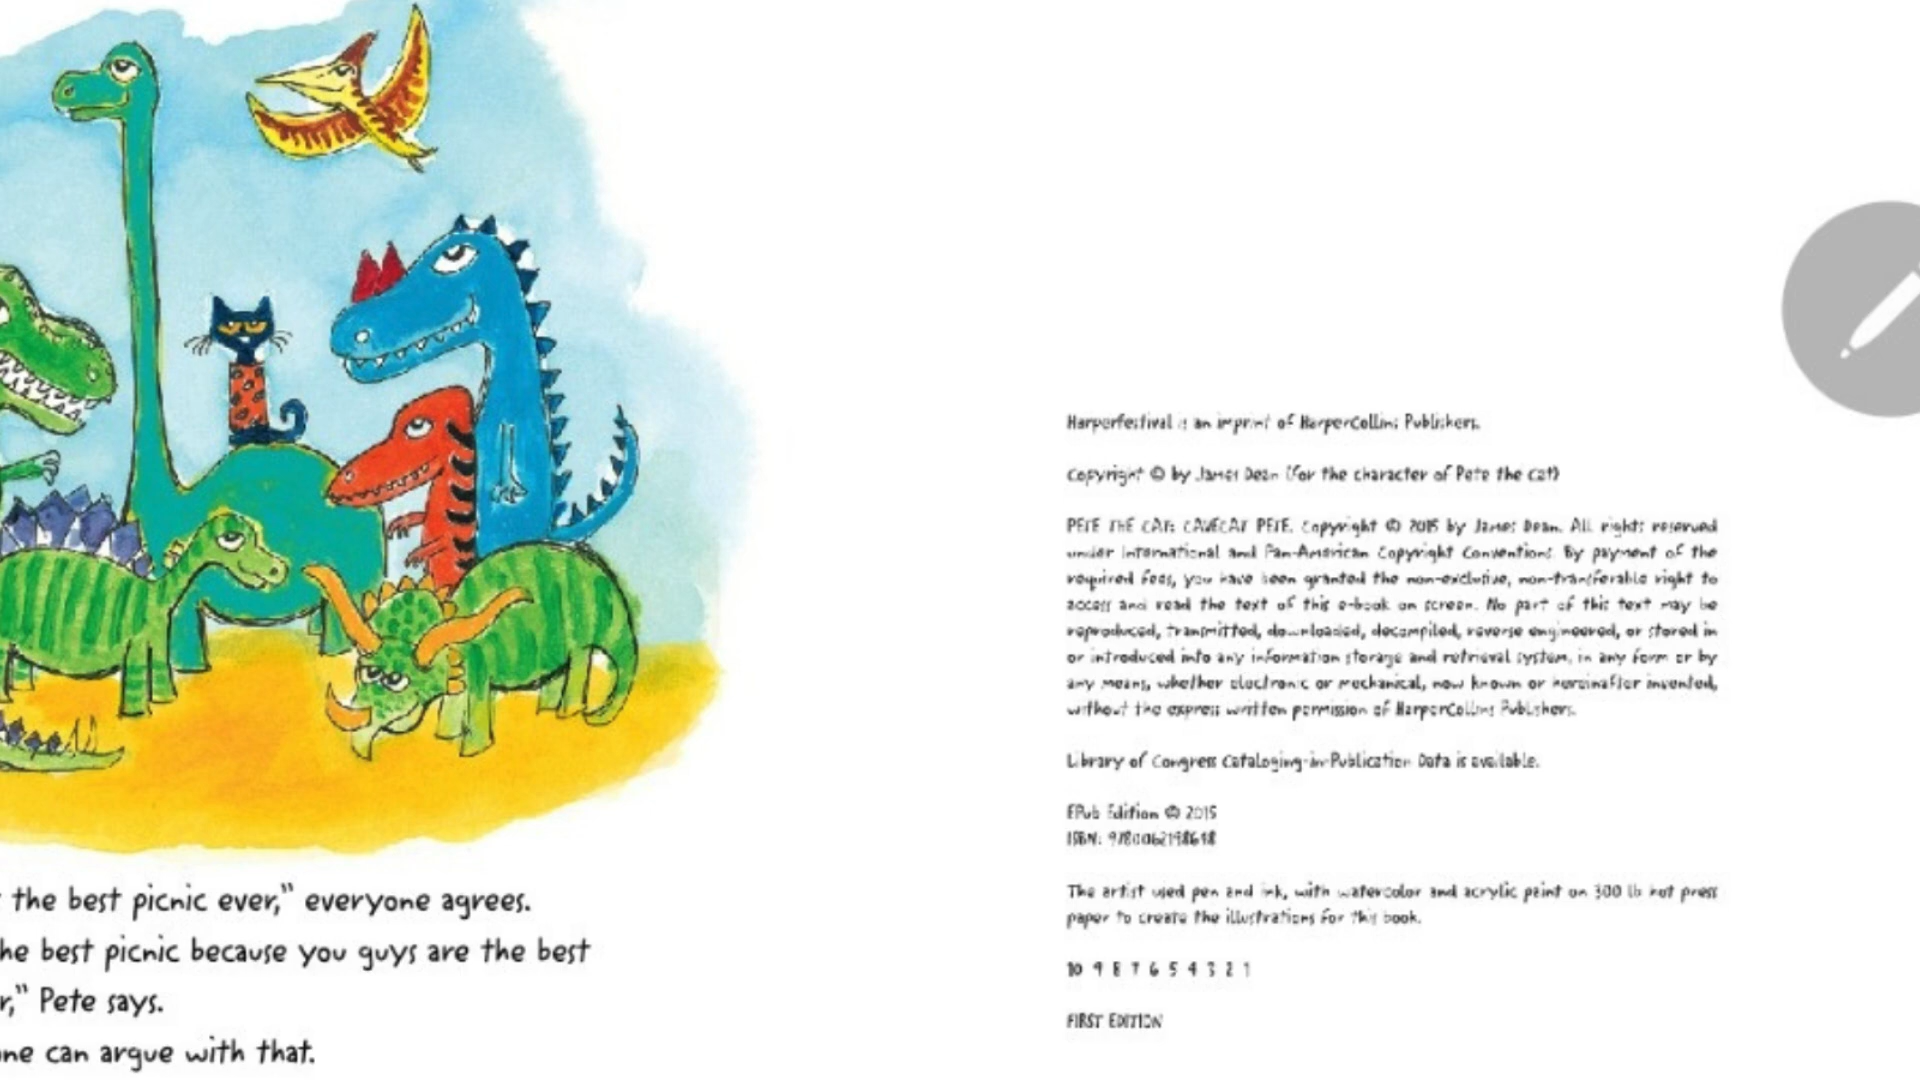 the best picnic ever," everyone agrees.
the best picnic because you guys are the best
," Pete says.
can argue with that.
HarperFestival is an imprint of HarperCollins Publishers.
Copyright © by James Dean (for the character of Pete the Cat)
PETE THE CAT: CAVECAT PETE. Copyright © 2015 by James Dean. All rights reserved
under International and Pan-American Copyright Conventions. By payment of the
required fees, you have been granted the non-exclusive, non-transferable right to
access and read the text of this e-book on screen. No part of this text may be
reproduced, transmitted, downloaded, decompiled, reverse engineered, or stored in
or introduced into any information storage and retrieval system, in any form or by
any means, whether electronic or mechanical, now known or hereinafter invented,
without the express written permission of HarperCollins Publishers.
Library of Congress Cataloging-in-Publication Data is available.
EPub Edition © 2015
ISBN:
The artist used pen and ink, with watercolor and acrylic paint on 300 lb hot press
paper to create the illustrations for this book.
10 9 8 7 6 5 4 3 2 1
FIRST EDITION